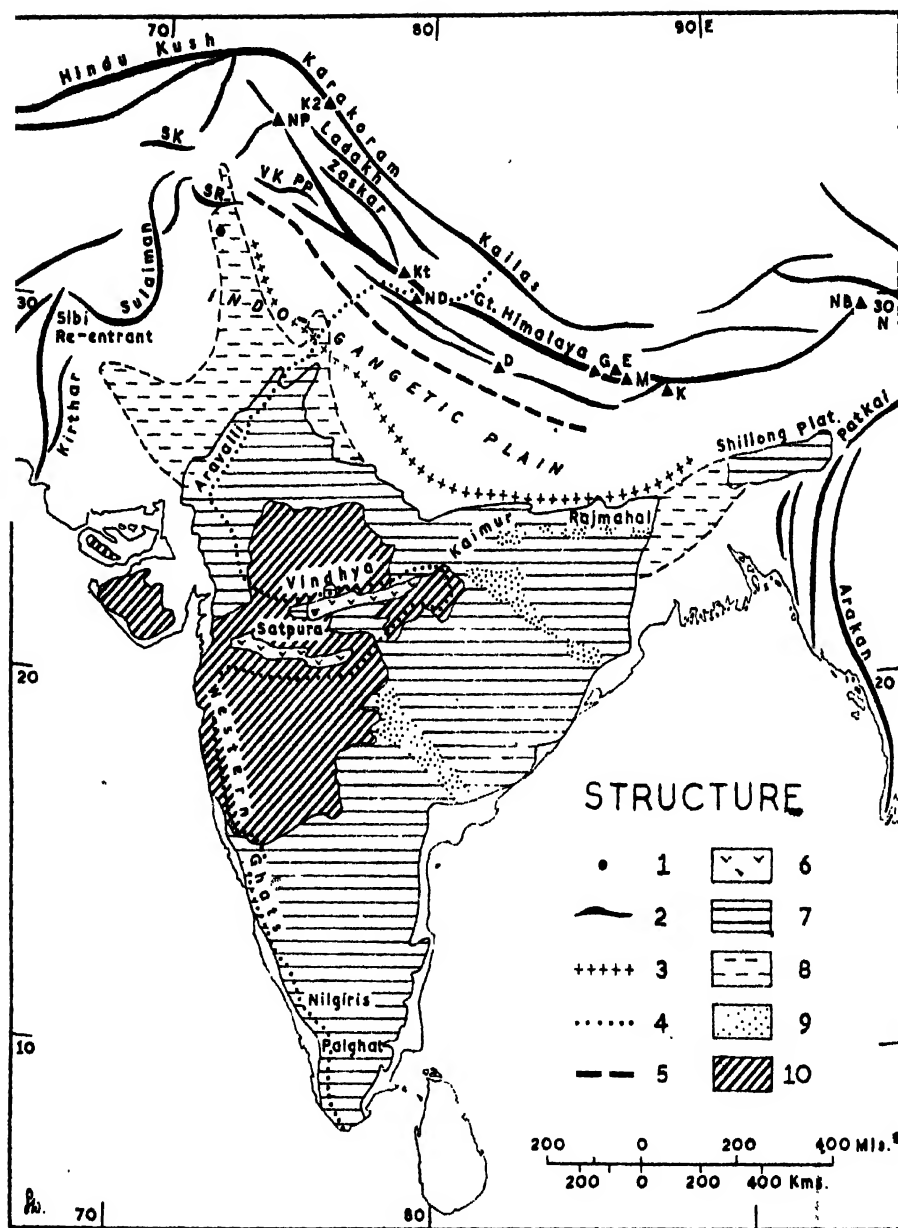 70 80 90 E
Hindu Kush
Karakoram
K2
NP
Ladakh
SK
Zaskar
VK PP
SR
Kailas
Sulaiman
Kt
30
INDO
ND
Gt. Himalaya
NB
30
N
Sibi
Re-entrant
GANGETIC PLAIN
G E
D
M
K
Kirthar
Aravalli
Shillong Plat.
Patkai
Rajmahal
Kaimur
Vindhya
Satpura
Arakan
20
20
Western Ghats
STRUCTURE
1 6
2 7
3 8
4 9
5 10
Nilgiris
10
Palghat
200 0 200 400 Mls.
200 0 200 400 Kms.
70 80